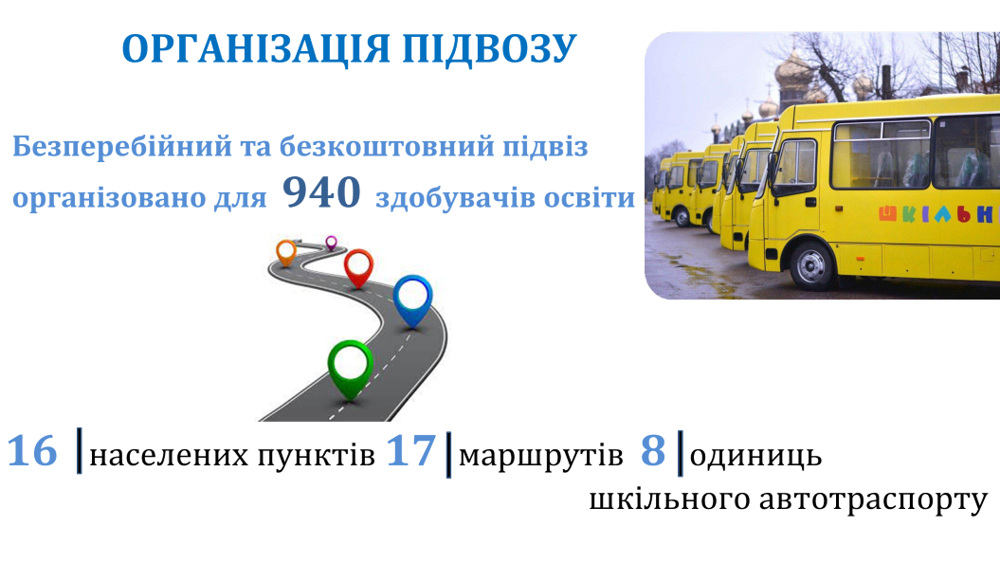 ОРГАНІЗАЦІЯ ПІДВОЗУ
Безперебійний та безкоштовний підвіз
організовано для 940 здобувачів освіти
ШКІЛЬН
16 населених пунктів 17 маршрутів 8 одиниць
шкільного автотраспорту